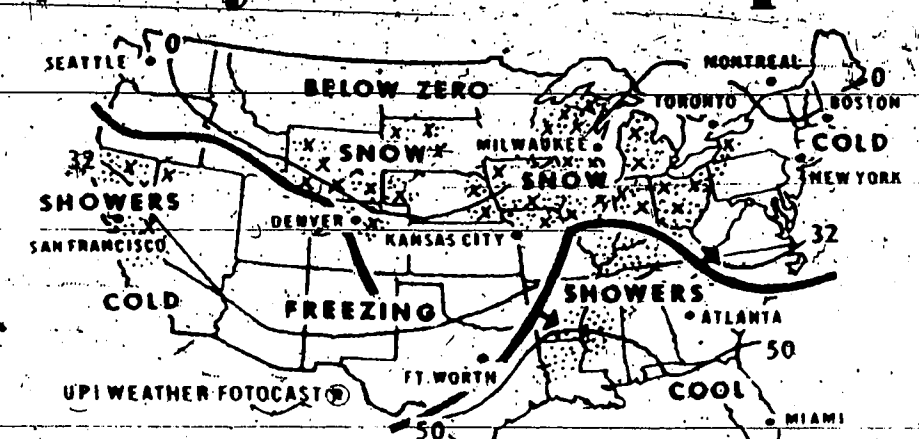 0
SEATTLE
MONTREAL
BELOW ZERO
0
TORONTO
BOSTON
SNOW
MILWAUKEE
COLD
32
SNOW
NEW YORK
SHOWERS
DENVER
KANSAS CITY
32
SAN FRANCISCO
COLD
FREEZING
SHOWERS
ATLANTA
50
FT. WORTH
UPI WEATHER FOTOCAST ®
COOL
MIAMI
50